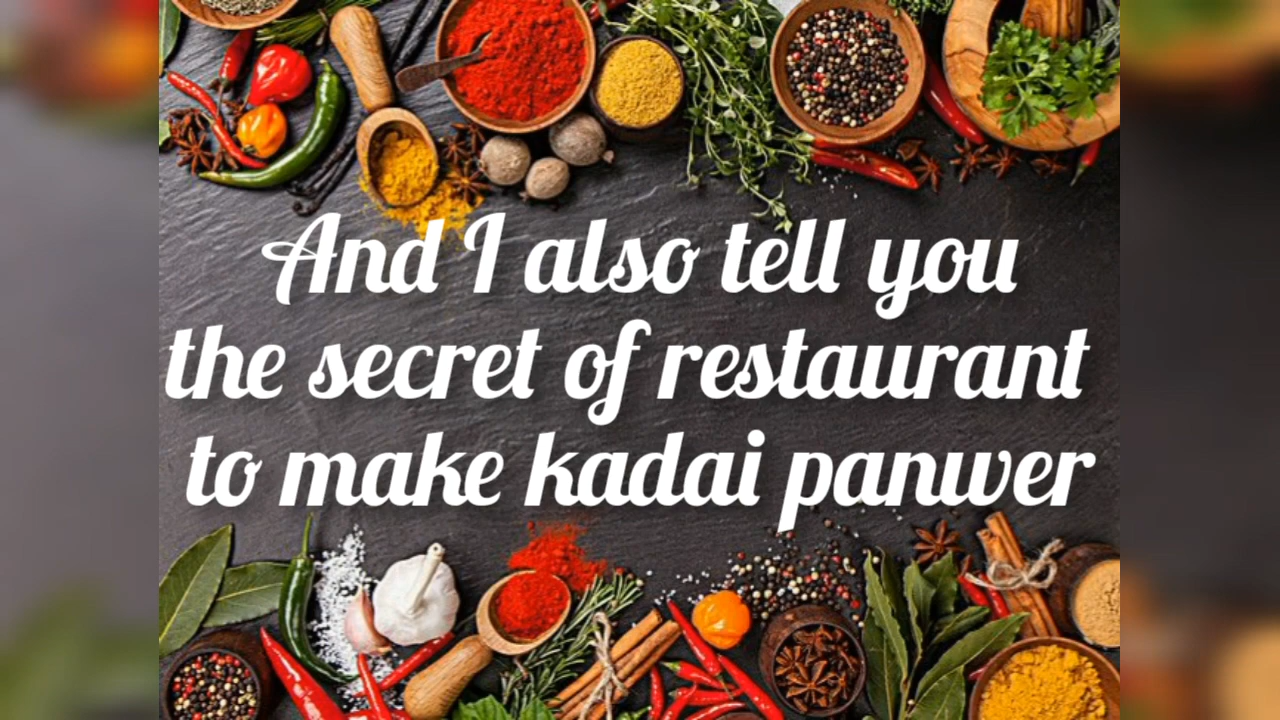 And I also tell you
the secret of restaurant
to make kadai panwer